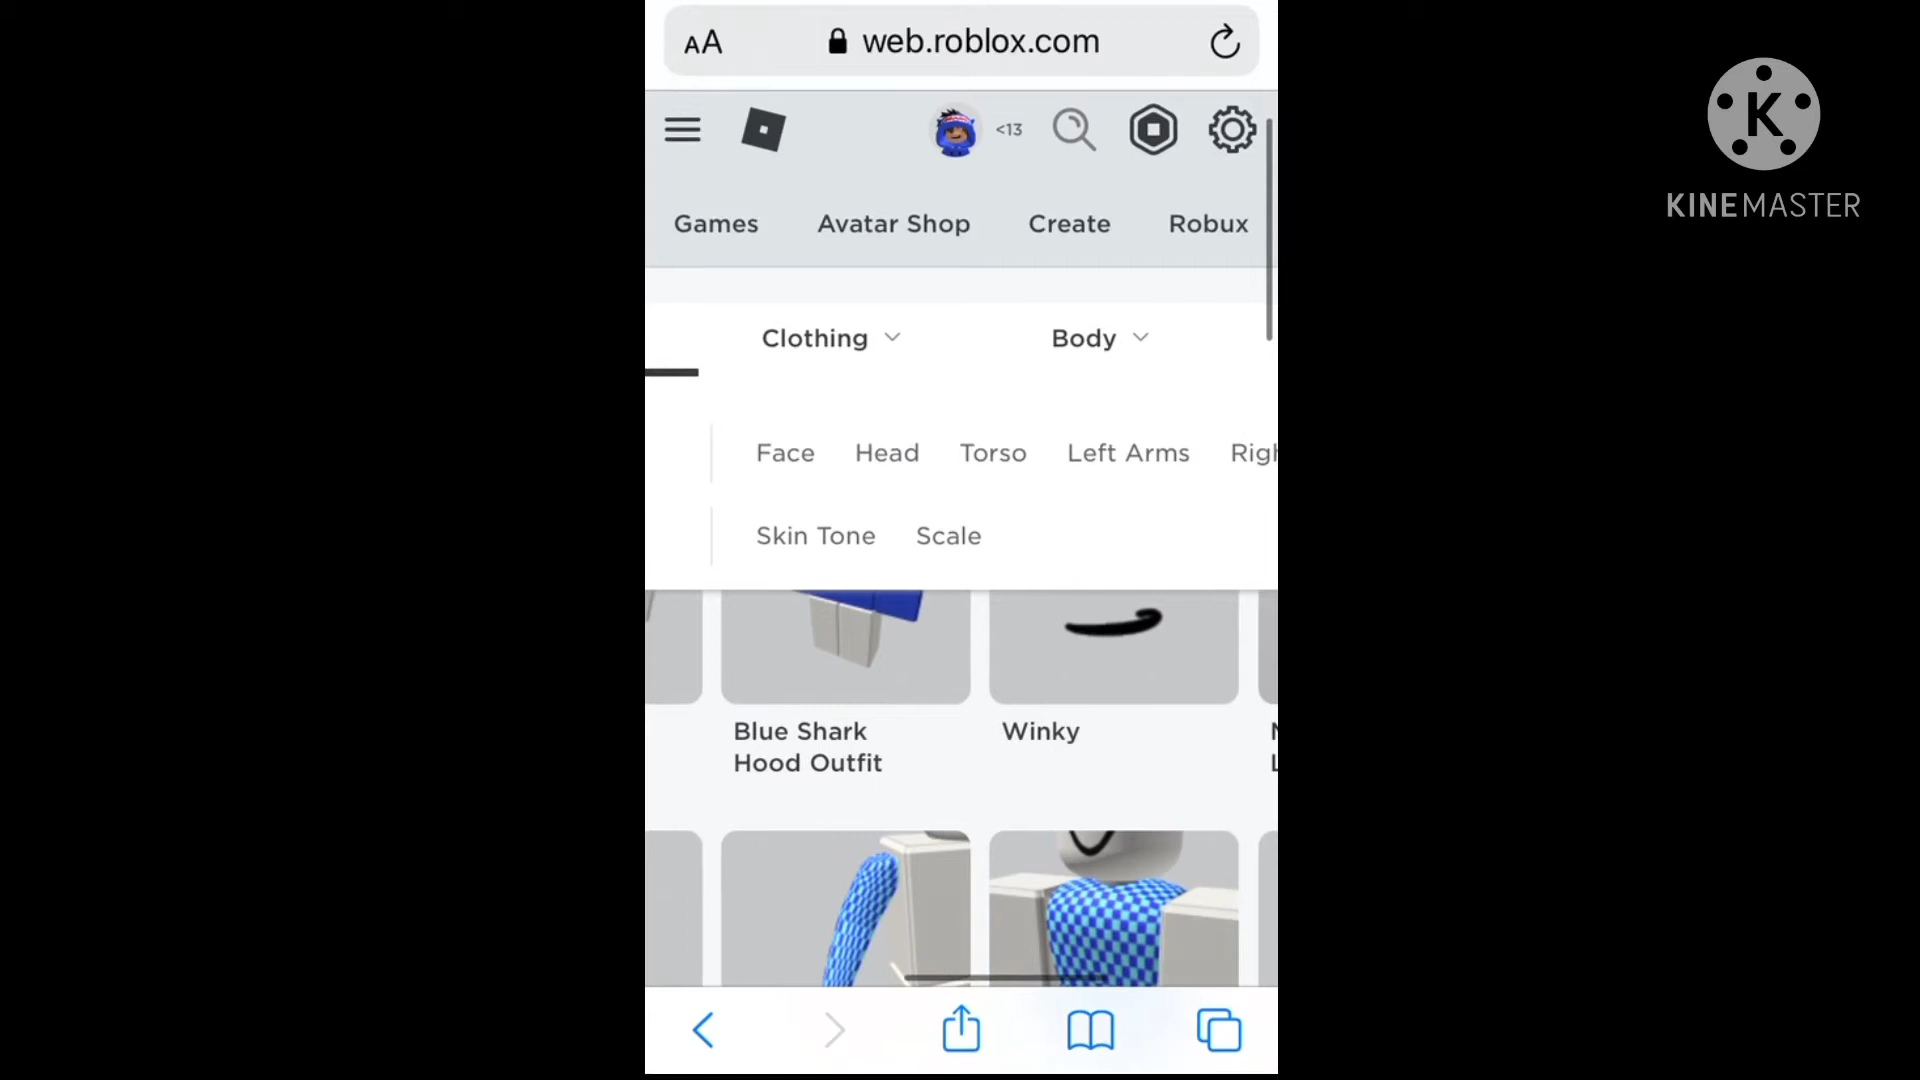 AA web.roblox.com
<13
Games Avatar Shop Create Robux
Clothing Body
Face Head Torso Left Arms Righ
Skin Tone Scale
Blue Shark
Hood Outfit
Winky
K
KINEMASTER